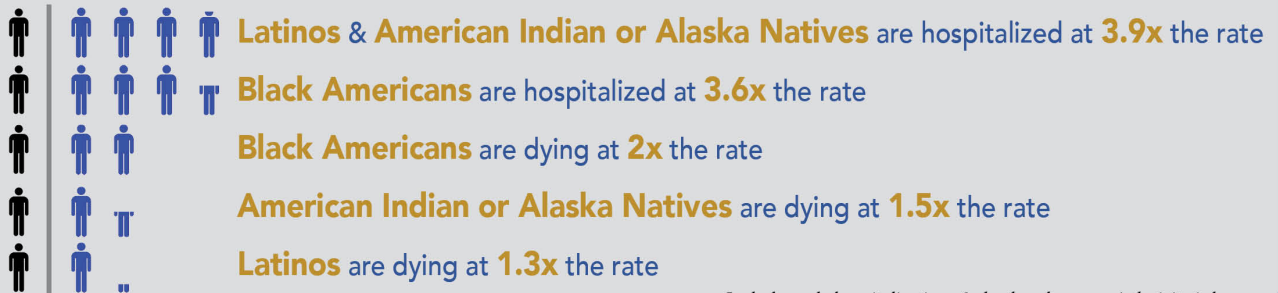 Latinos & American Indian or Alaska Natives are hospitalized at 3.9x the rate
Black Americans are hospitalized at 3.6x the rate
Black Americans are dying at 2x the rate
American Indian or Alaska Natives are dying at 1.5x the rate
Latinos are dying at 1.3x the rate